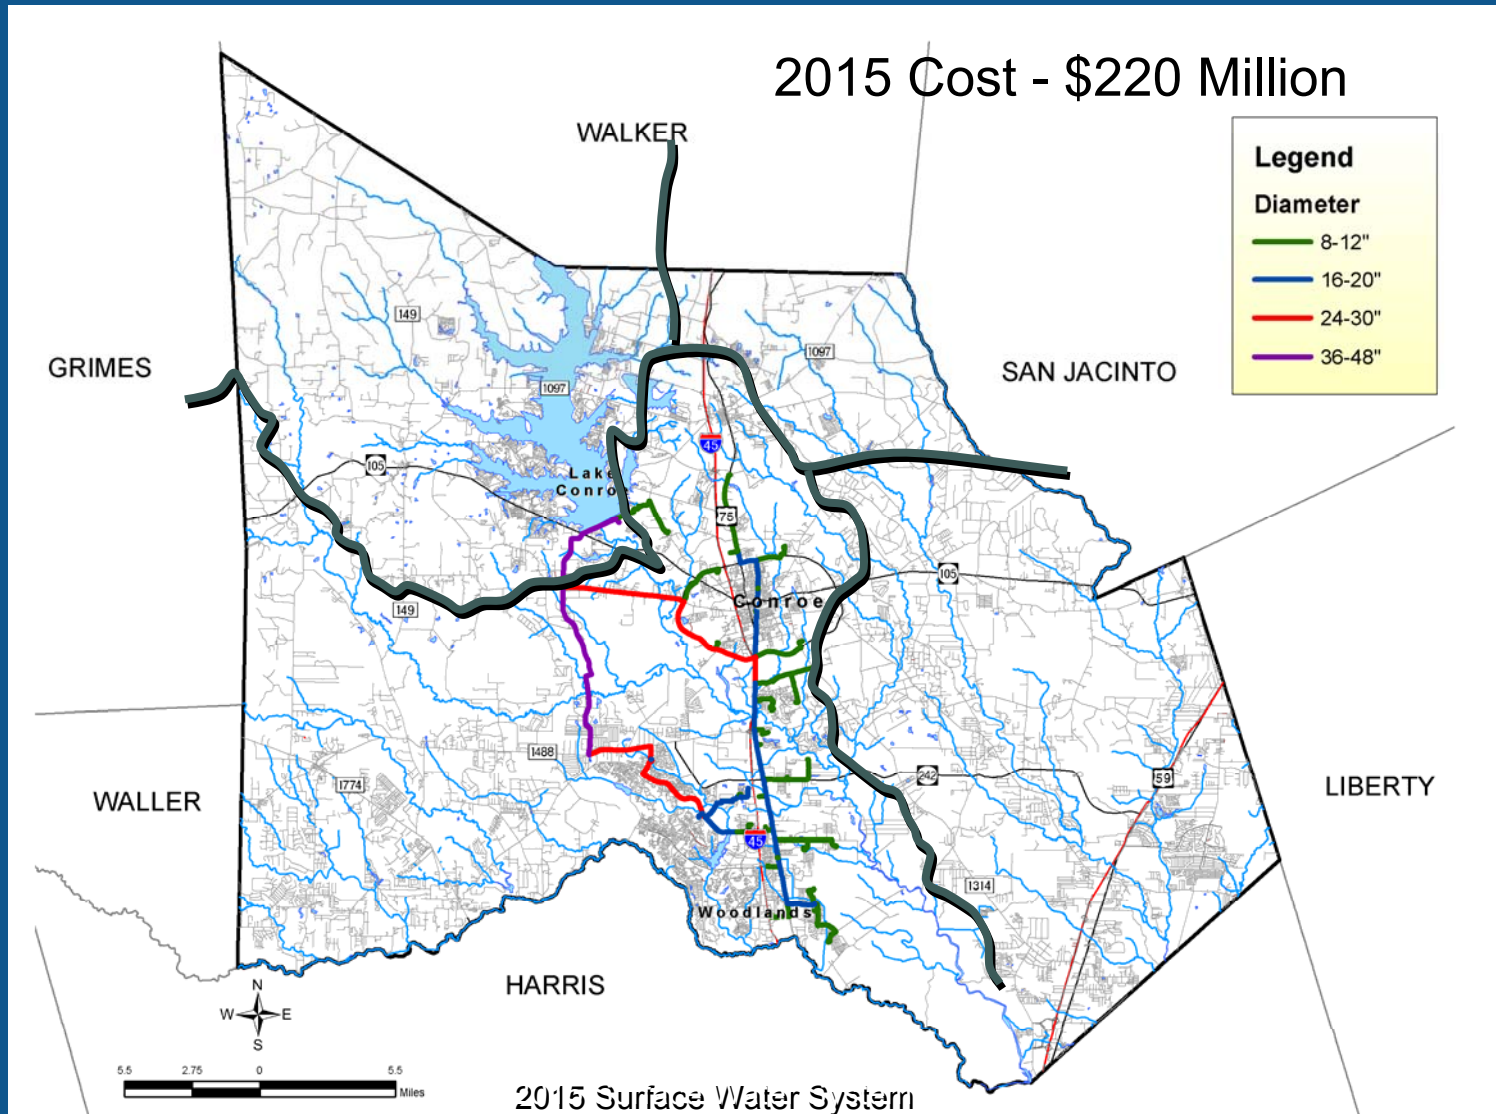 2015 Cost - $220 Million
WALKER
Legend
Diameter
8-12"
16-20"
24-30"
36-48"
149
1097
GRIMES
1097
SAN JACINTO
45
105
Lake
Conroe
75
105
149
Conroe
1488
242
59
1774
LIBERTY
WALLER
45
1314
Woodlands
HARRIS
N
W E
S
5.5 2.75 0 5.5
Miles
2015 Surface Water System